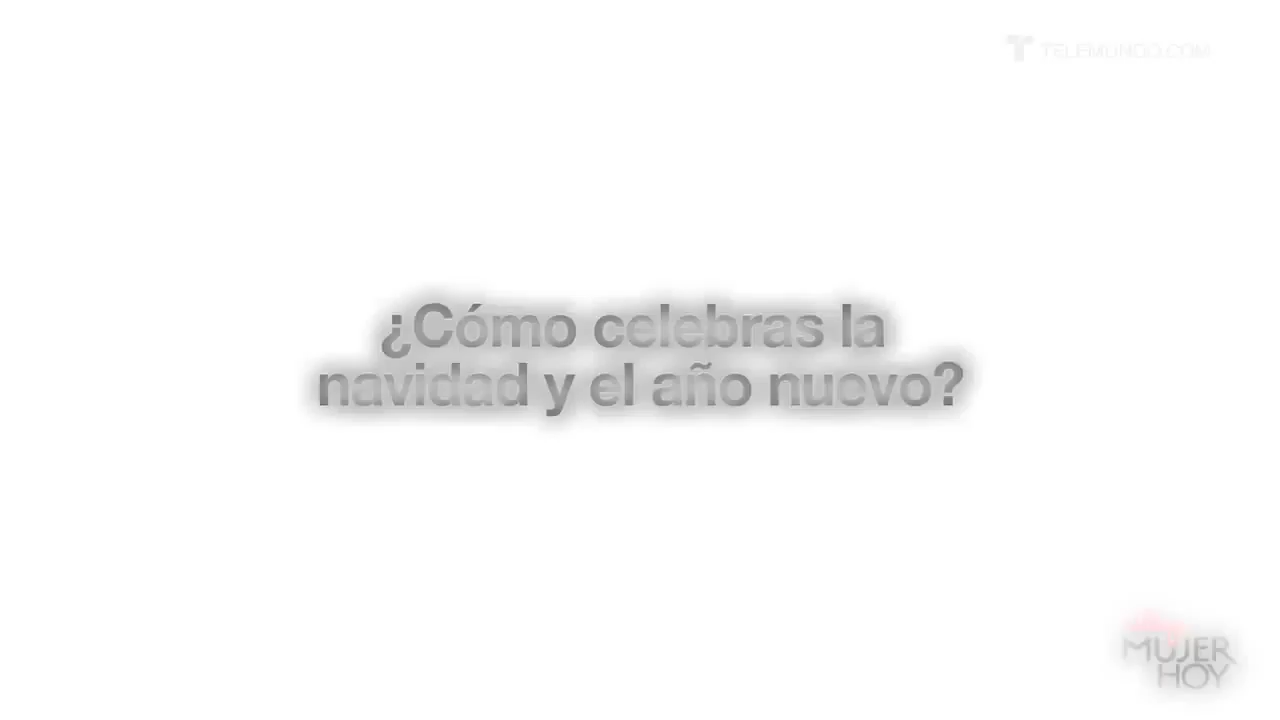 TELEMUNDO.COM
¿Cómo celebras la
navidad y el año nuevo?
MUJER
HOY